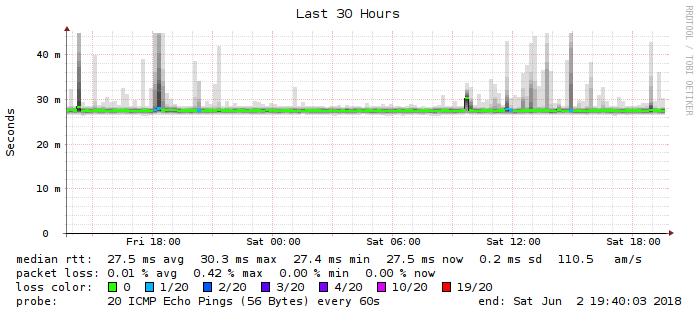 Last 30 Hours
RRDTOOL / TOBI OETIKER
Seconds
40 m
30 m
20 m
10 m
0
Fri 18:00 Sat 00:00 Sat 06:00 Sat 12:00 Sat 18:00
median rtt: 27.5 ms avg 30.3 ms max 27.4 ms min 27.5 ms now 0.2 ms sd 110.5 am/s
packet loss: 0.01 % avg 0.42 % max 0.00 % min 0.00 % now
loss color: 0 1/20 2/20 3/20 4/20 10/20 19/20
probe: 20 ICMP Echo Pings (56 Bytes) every 60s end: Sat Jun 2 19:40:03 2018